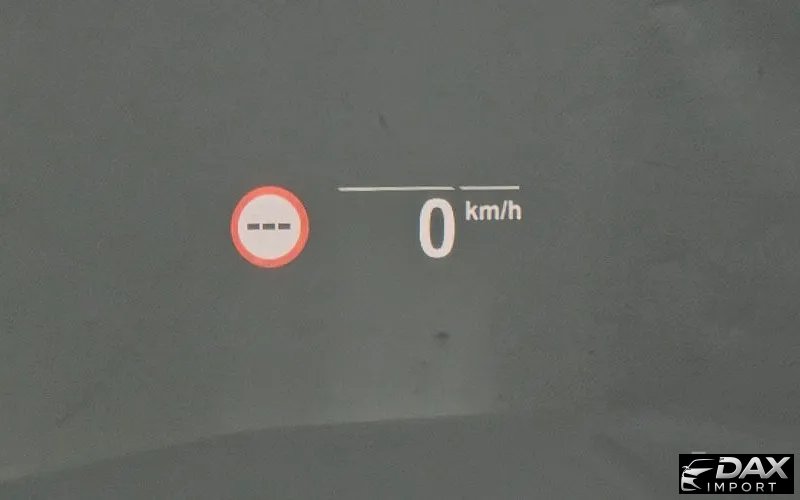 ---
0 km/h
DAX
IMPORT